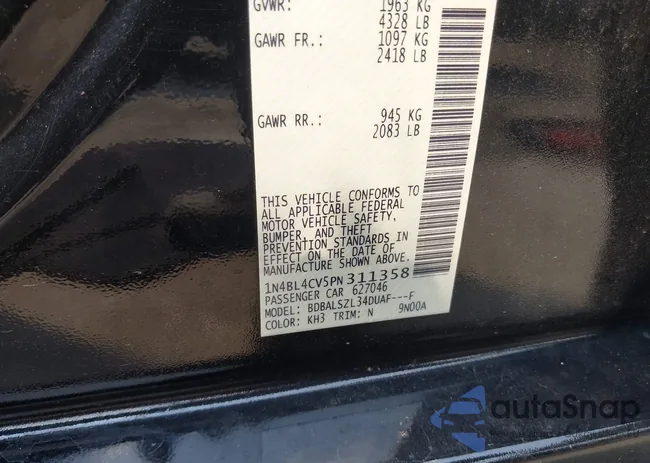 GVWR: 1963 KG
4328 LB
GAWR FR.: 1097 KG
2418 LB
GAWR RR.: 945 KG
2083 LB
THIS VEHICLE CONFORMS TO
ALL APPLICABLE FEDERAL
MOTOR VEHICLE SAFETY,
BUMPER, AND THEFT
PREVENTION STANDARDS IN
EFFECT ON THE DATE OF
MANUFACTURE SHOWN ABOVE.
1N4BL4CV5PN311358
PASSENGER CAR 627046
MODEL: BDBALSZL34DUAF---F
COLOR: KH3 TRIM: N 9N00A
autoSnap